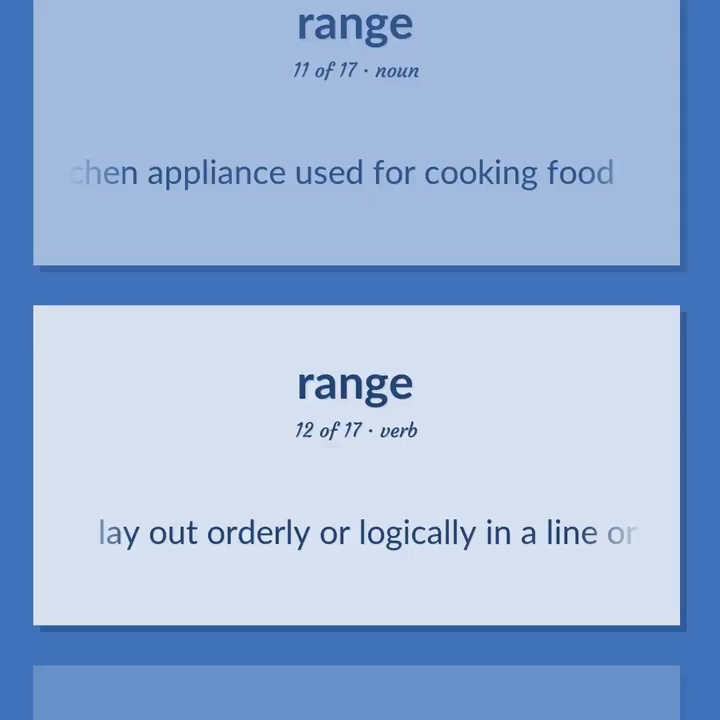 range
11 of 17 · noun
chen appliance used for cooking food
range
12 of 17 · verb
lay out orderly or logically in a line or